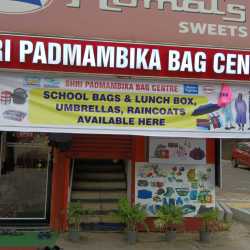 SWEETS
RI PADMAMBIKA BAG CEN
SHRI PADMAMBIKA BAG CENTRE
SCHOOL BAGS & LUNCH BOX,
UMBRELLAS, RAINCOATS
AVAILABLE HERE